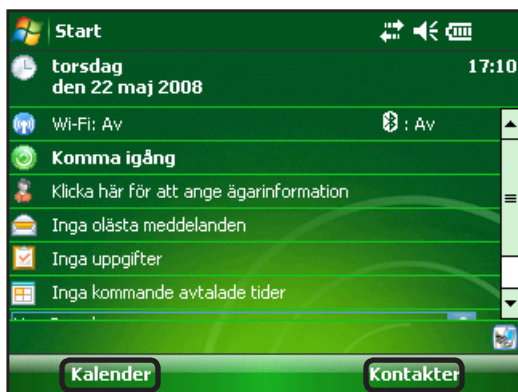 Start
torsdag 17:10
den 22 maj 2008
Wi-Fi: Av : Av
Komma igång
Klicka här för att ange ägarinformation
Inga olästa meddelanden
Inga uppgifter
Inga kommande avtalade tider
Kalender Kontakter